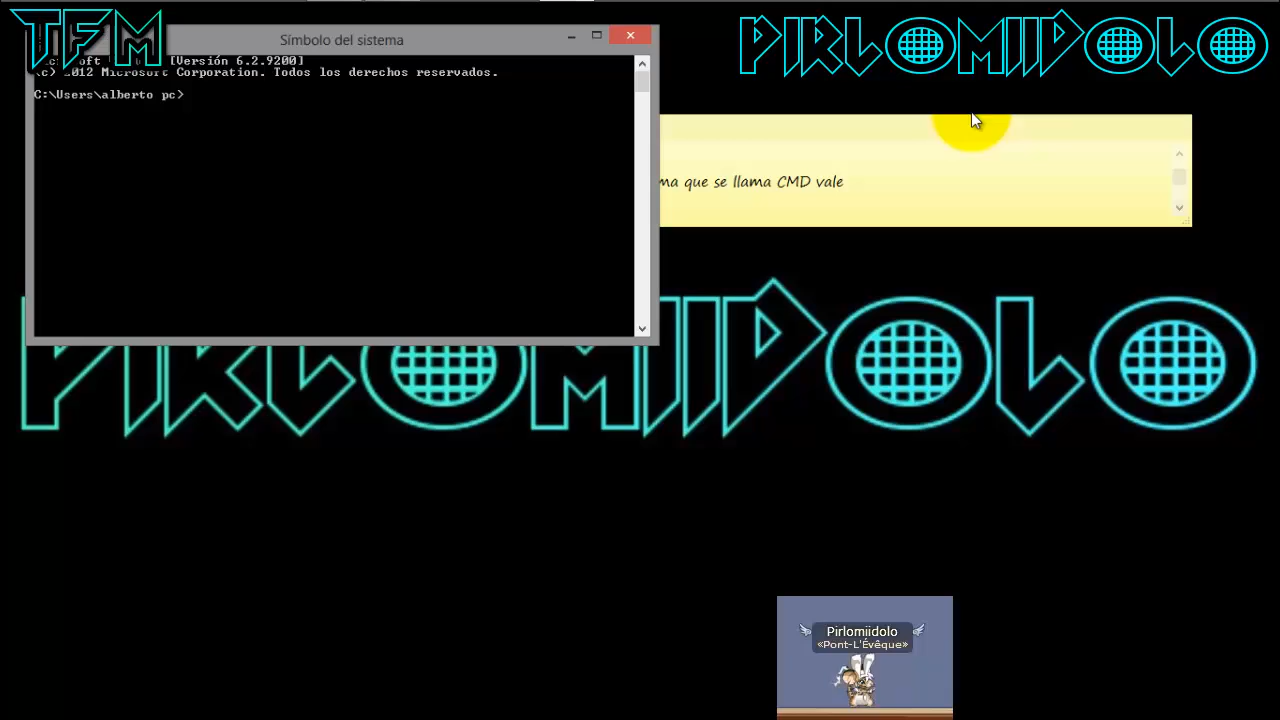 TFM
PIRLOMIIDOLO
Símbolo del sistema
[Versión 6.2.9200]
2012 Microsoft Corporation. Todos los derechos reservados.
C:\Users\alberto pc>
ma que se llama CMD vale
PIRLOMIIDOLO
Pirlomiidolo
«Pont-L'Évêque»